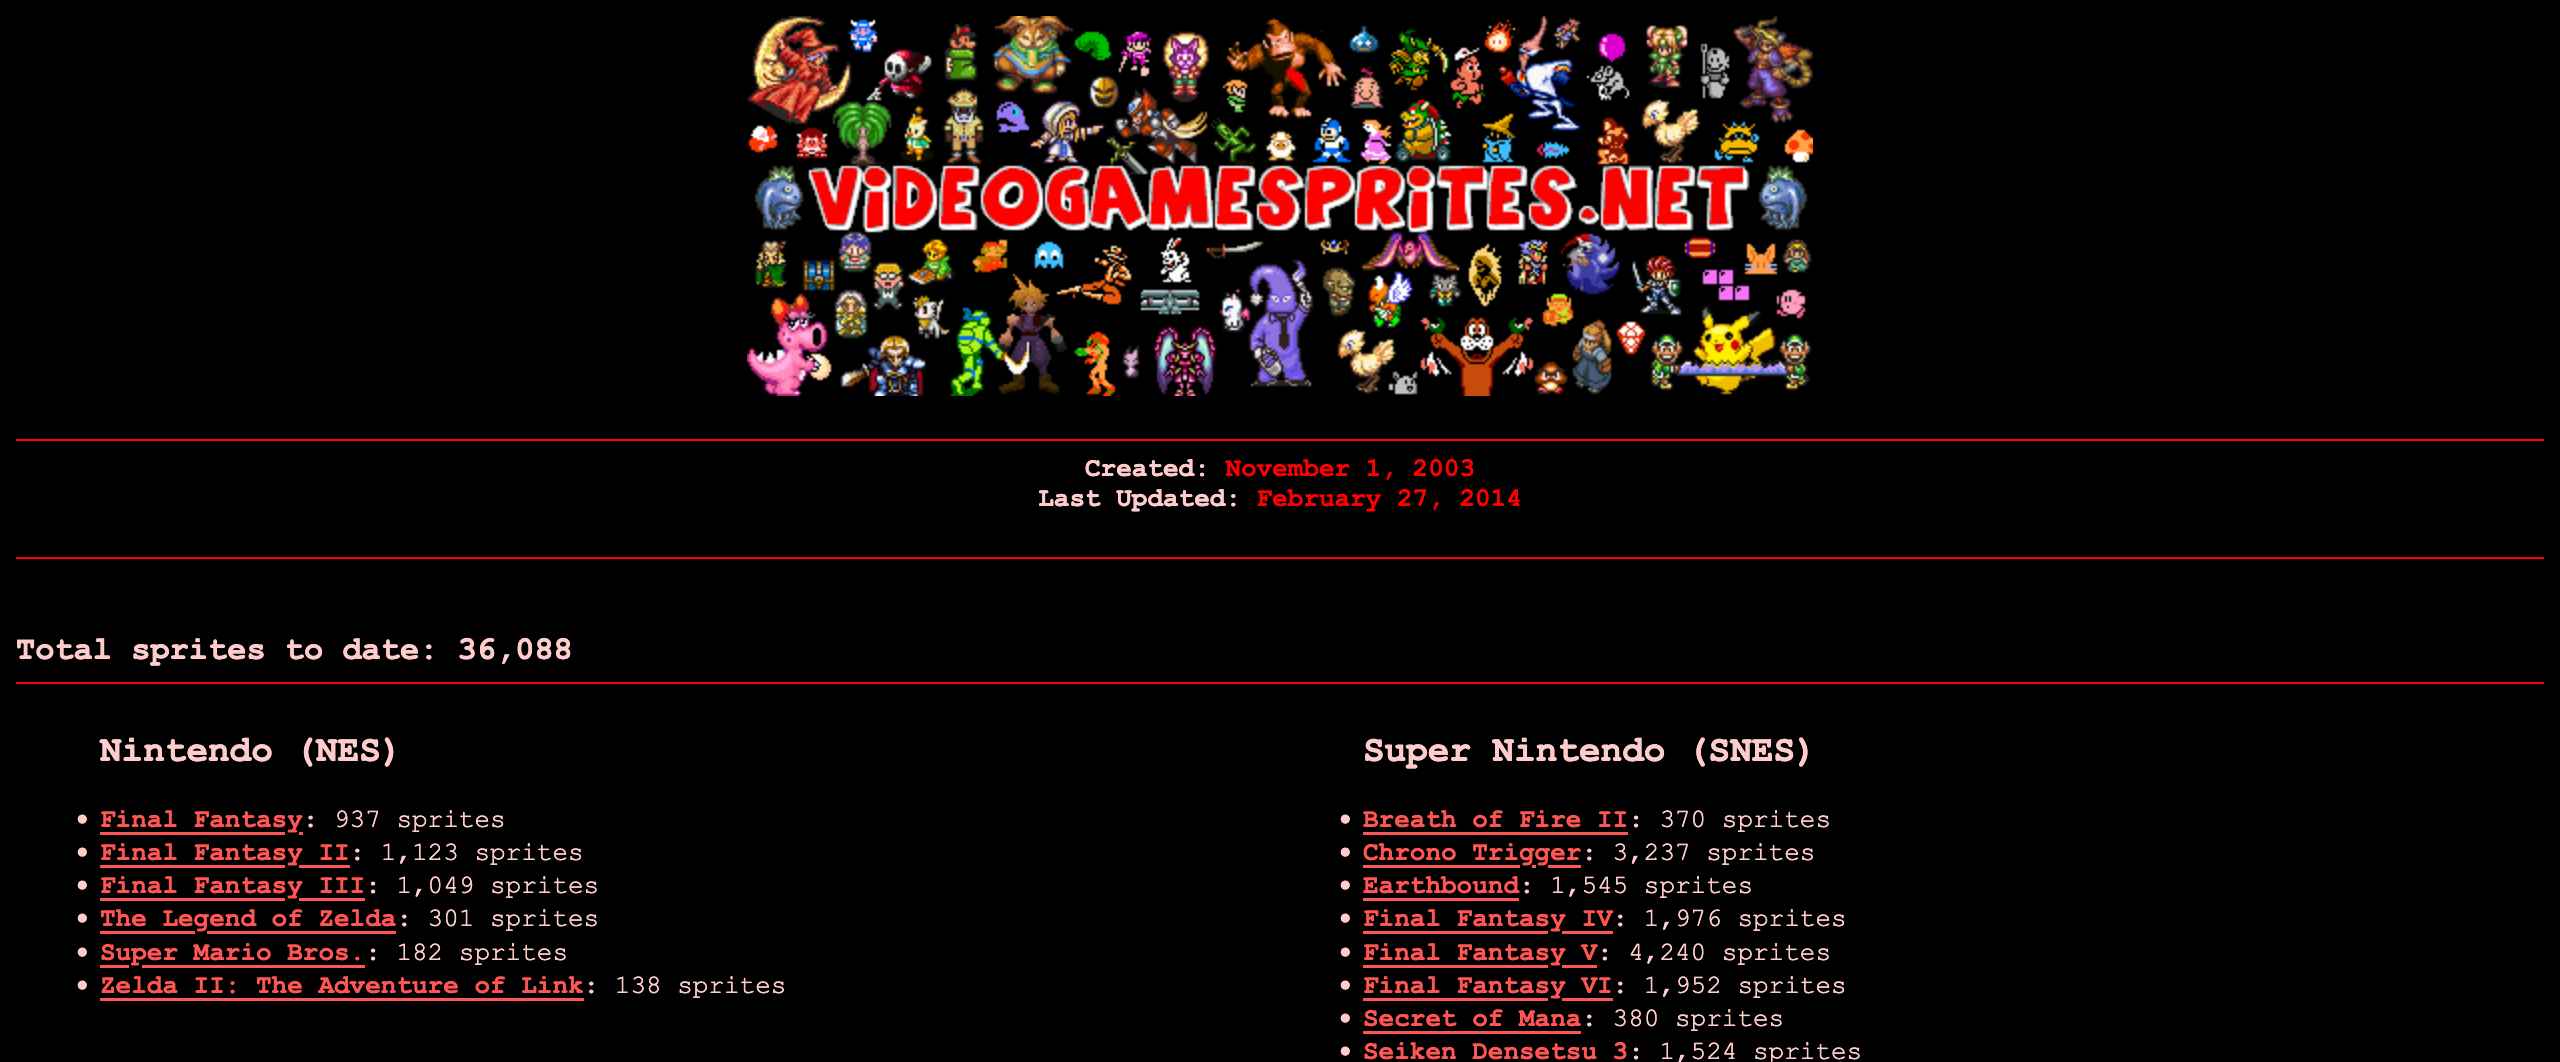 ViDEOGAMESPRiTES.NET
Created: November 1, 2003
Last Updated: February 27, 2014
Total sprites to date: 36,088
Nintendo (NES)
Final Fantasy: 937 sprites
Final Fantasy II: 1,123 sprites
Final Fantasy III: 1,049 sprites
The Legend of Zelda: 301 sprites
Super Mario Bros.: 182 sprites
Zelda II: The Adventure of Link: 138 sprites
Super Nintendo (SNES)
Breath of Fire II: 370 sprites
Chrono Trigger: 3,237 sprites
Earthbound: 1,545 sprites
Final Fantasy IV: 1,976 sprites
Final Fantasy V: 4,240 sprites
Final Fantasy VI: 1,952 sprites
Secret of Mana: 380 sprites
Seiken Densetsu 3: 1,524 sprites